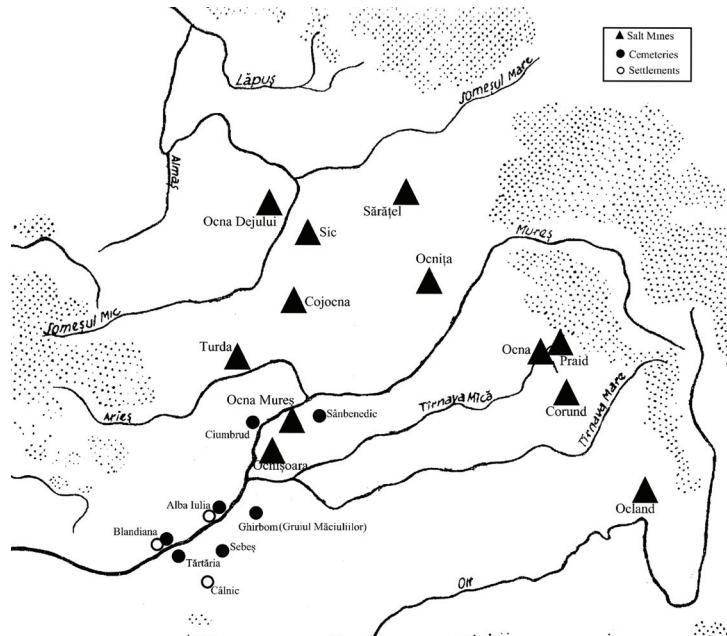 Salt Mines
Cemeteries
Settlements
Lăpuș
Someșul Mare
Almaș
Ocna Dejului
Sărățel
Sic
Mureș
Ocnița
Cojocna
Someșul Mic
Turda
Ocna
Praid
Corund
Tîrnava Mică
Tîrnava Mare
Arieș
Ocna Mureș
Sânbenedic
Ciumbrud
Ocnișoara
Ocland
Alba Iulia
Ghirbom (Gruiul Măciuliilor)
Blandiana
Sebeș
Tărtăria
Câlnic
Olt